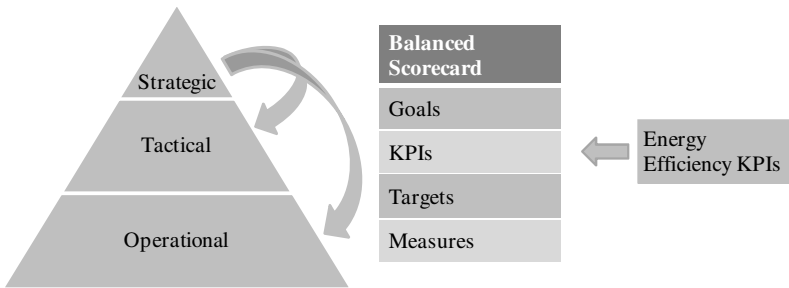 Strategic
Tactical
Operational
Balanced
Scorecard
Goals
KPIs
Targets
Measures
Energy
Efficiency KPIs